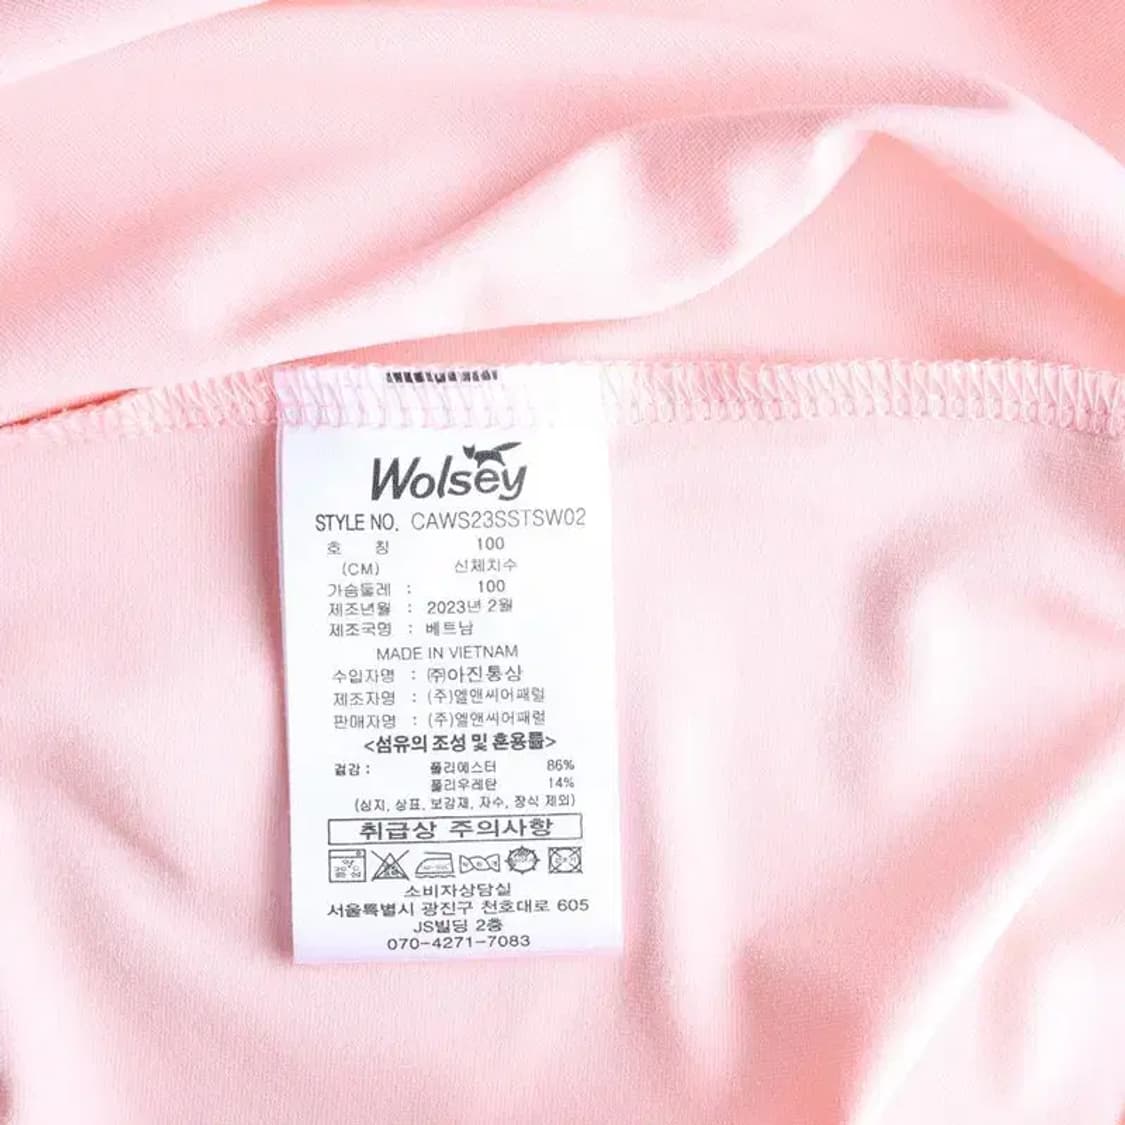 Wolsey
STYLE NO. CAWS23SSTSW02
호 칭 100
(CM) 신체치수
가슴둘레 : 100
제조년월 : 2023년 2월
제조국명 : 베트남
MADE IN VIETNAM
수입자명 : (주)아진통상
제조자명 : (주)엘앤씨어패럴
판매자명 : (주)엘앤씨어패럴
<섬유의 조성 및 혼용률>
겉감 : 폴리에스터 86%
폴리우레탄 14%
(심지, 상표, 보강재, 자수, 장식 제외)
취급상 주의사항
소비자상담실
서울특별시 광진구 천호대로 605
JS빌딩 2층
070-4271-7083